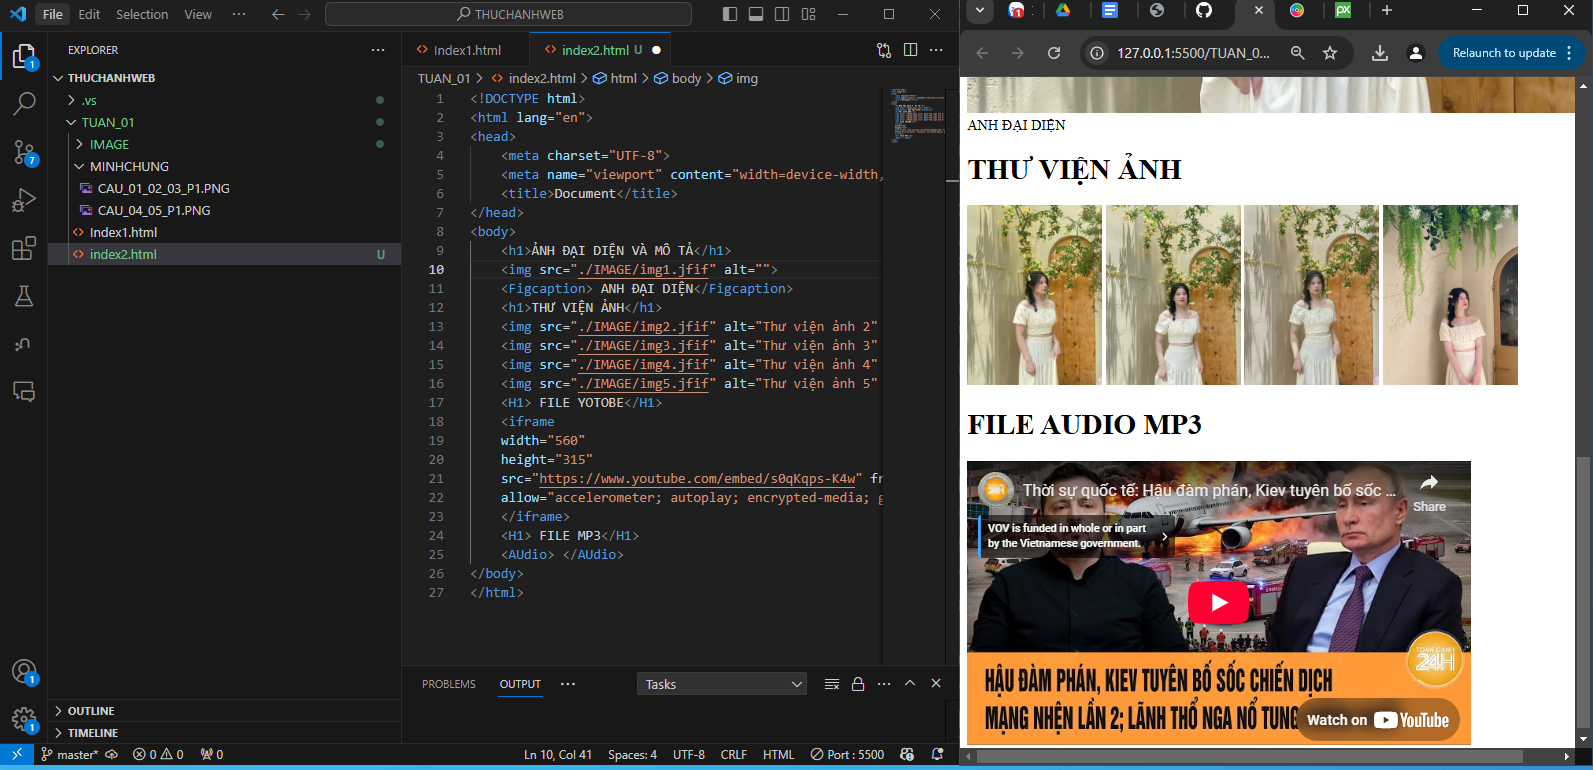 File Edit Selection View ··· THUCHANHWEB
EXPLORER
THUCHANHWEB
.vs
TUAN_01
IMAGE
MINHCHUNG
CAU_01_02_03_P1.PNG
CAU_04_05_P1.PNG
Index1.html
index2.html U
OUTLINE
TIMELINE
1
7
1
1
Index1.html index2.html U
TUAN_01 > index2.html > html > body > img
1 <!DOCTYPE html>
2 <html lang="en">
3 <head>
4 <meta charset="UTF-8">
5 <meta name="viewport" content="width=device-width,
6 <title>Document</title>
7 </head>
8 <body>
9 <h1>ẢNH ĐẠI DIỆN VÀ MÔ TẢ</h1>
10 <img src="./IMAGE/img1.jfif" alt="">
11 <Figcaption> ANH ĐẠI DIỆN</Figcaption>
12 <h1>THƯ VIỆN ẢNH</h1>
13 <img src="./IMAGE/img2.jfif" alt="Thư viện ảnh 2"
14 <img src="./IMAGE/img3.jfif" alt="Thư viện ảnh 3"
15 <img src="./IMAGE/img4.jfif" alt="Thư viện ảnh 4"
16 <img src="./IMAGE/img5.jfif" alt="Thư viện ảnh 5"
17 <H1> FILE YOTOBE</H1>
18 <iframe
19 width="560"
20 height="315"
21 src="https://www.youtube.com/embed/s0qKqps-K4w" fr
22 allow="accelerometer; autoplay; encrypted-media; g
23 </iframe>
24 <H1> FILE MP3</H1>
25 <AUdio> </AUdio>
26 </body>
27 </html>
PROBLEMS OUTPUT ··· Tasks
master* 0 0 0 Ln 10, Col 41 Spaces: 4 UTF-8 CRLF HTML Port : 5500
127.0.0.1:5500/TUAN_0... Relaunch to update
ANH ĐẠI DIỆN
THƯ VIỆN ẢNH
FILE AUDIO MP3
24H Thời sự quốc tế: Hậu đàm phán, Kiev tuyên bố sốc ...
Share
VOV is funded in whole or in part
by the Vietnamese government.
TOÀN CẢNH
24H
HẬU ĐÀM PHÁN, KIEV TUYÊN BỐ SỐC CHIẾN DỊCH
MẠNG NHỆN LẦN 2; LÃNH THỔ NGA NỔ TUNG
Watch on YouTube